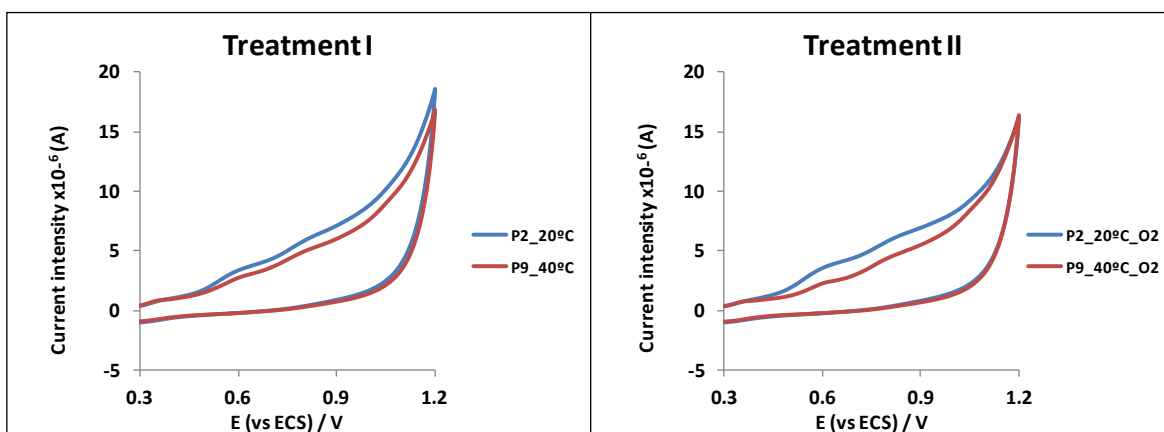 Treatment I
Current intensity x10-⁶ (A)
20
15
10
5
0
-5
0.3 0.6 0.9 1.2
E (vs ECS) / V
P2_20ºC
P9_40ºC
Treatment II
Current intensity x10-⁶ (A)
20
15
10
5
0
-5
0.3 0.6 0.9 1.2
E (vs ECS) / V
P2_20ºC_O2
P9_40ºC_O2